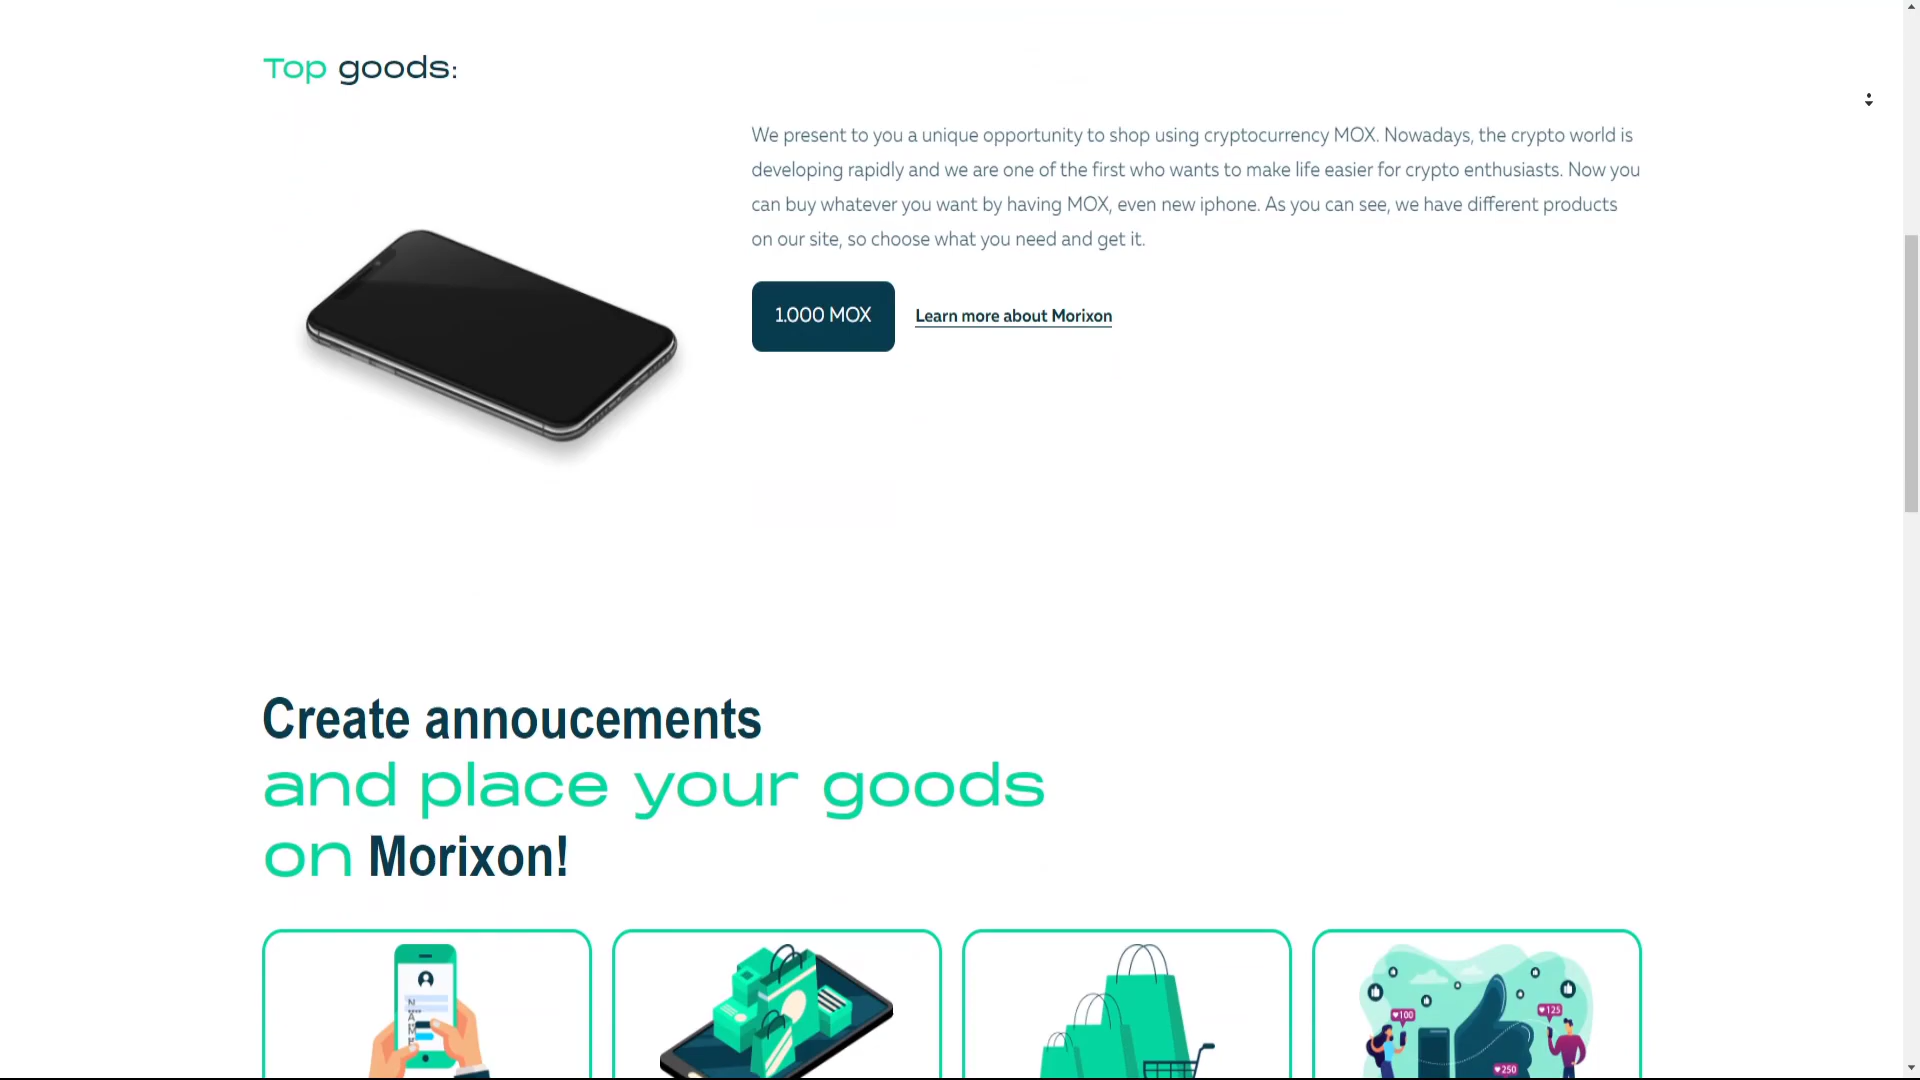 Top goods:
We present to you a unique opportunity to shop using cryptocurrency MOX. Nowadays, the crypto world is
developing rapidly and we are one of the first who wants to make life easier for crypto enthusiasts. Now you
can buy whatever you want by having MOX, even new iphone. As you can see, we have different products
on our site, so choose what you need and get it.
1.000 MOX
Learn more about Morixon
Create annoucements
and place your goods
on Morixon!
100
125
250